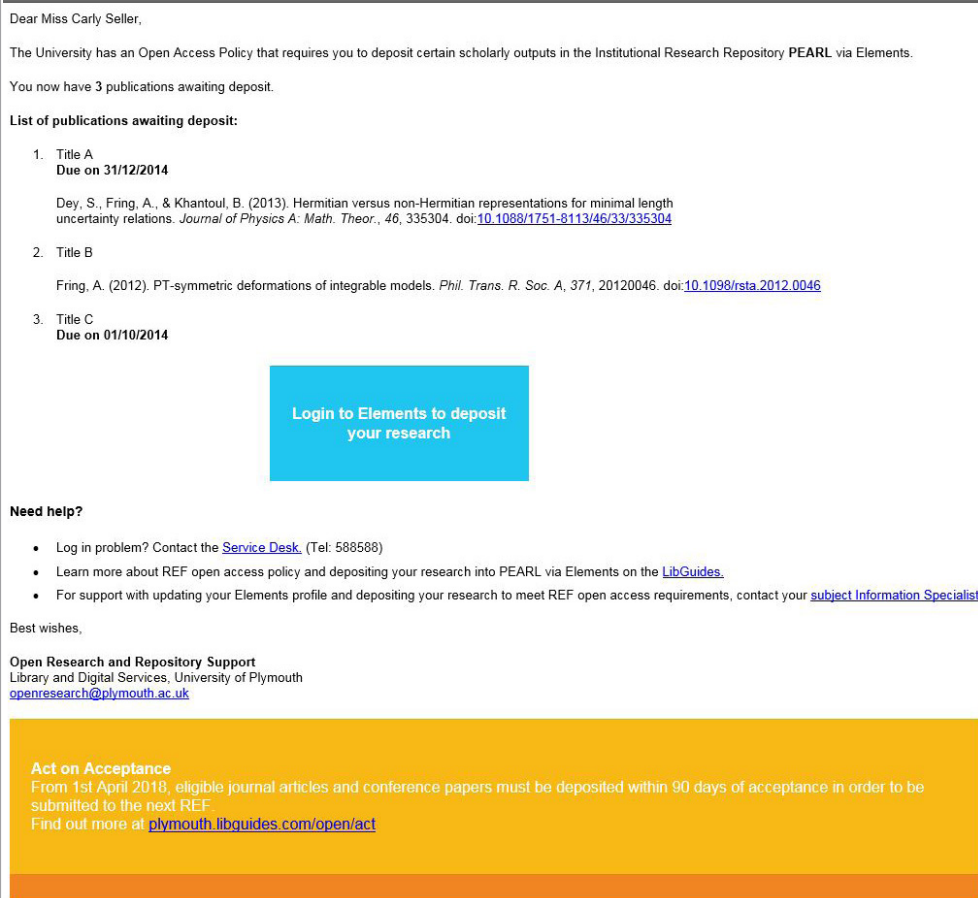 Dear Miss Carly Seller,
The University has an Open Access Policy that requires you to deposit certain scholarly outputs in the Institutional Research Repository PEARL via Elements.
You now have 3 publications awaiting deposit.
List of publications awaiting deposit:
1. Title A
Due on 31/12/2014
Dey, S., Fring, A., & Khantoul, B. (2013). Hermitian versus non-Hermitian representations for minimal length
uncertainty relations. Journal of Physics A: Math. Theor., 46, 335304. doi:10.1088/1751-8113/46/33/335304
2. Title B
Fring, A. (2012). PT-symmetric deformations of integrable models. Phil. Trans. R. Soc. A, 371, 20120046. doi:10.1098/rsta.2012.0046
3. Title C
Due on 01/10/2014
Login to Elements to deposit
your research
Need help?
• Log in problem? Contact the Service Desk. (Tel: 588588)
• Learn more about REF open access policy and depositing your research into PEARL via Elements on the LibGuides.
• For support with updating your Elements profile and depositing your research to meet REF open access requirements, contact your subject Information Specialist
Best wishes,
Open Research and Repository Support
Library and Digital Services, University of Plymouth
openresearch@plymouth.ac.uk
Act on Acceptance
From 1st April 2018, eligible journal articles and conference papers must be deposited within 90 days of acceptance in order to be
submitted to the next REF.
Find out more at plymouth.libguides.com/open/act